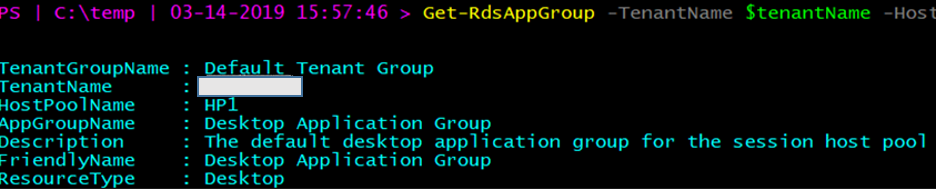 PS | C:\temp | 03-14-2019 15:57:46 > Get-RdsAppGroup -TenantName $tenantName -Host
TenantGroupName : Default Tenant Group
TenantName :
HostPoolName : HP1
AppGroupName : Desktop Application Group
Description : The default desktop application group for the session host pool
FriendlyName : Desktop Application Group
ResourceType : Desktop